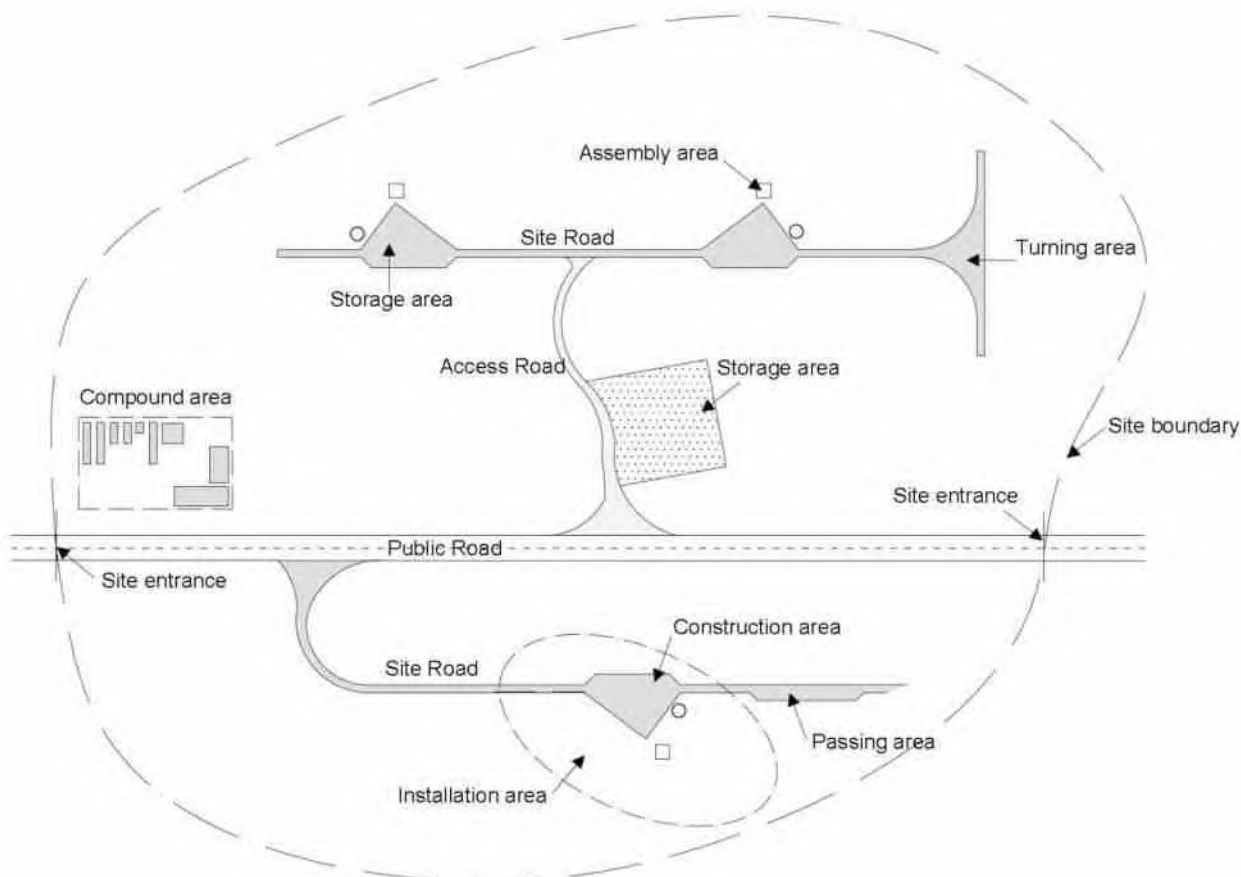 Assembly area
Site Road
Turning area
Storage area
Access Road
Storage area
Compound area
Site boundary
Site entrance
Public Road
Site entrance
Construction area
Site Road
Passing area
Installation area